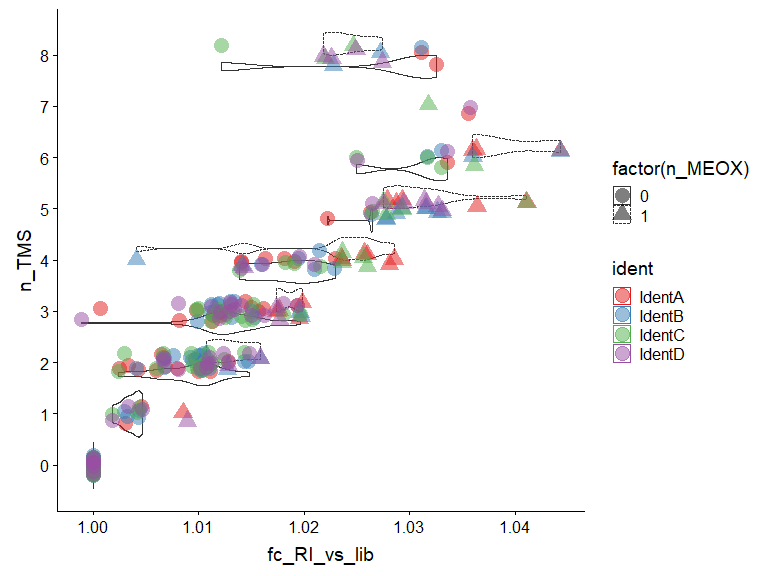 8
7
6
5
4
3
2
1
0
n_TMS
1.00
1.01
1.02
1.03
1.04
fc_RI_vs_lib
factor(n_MEOX)
0
1
ident
IdentA
IdentB
IdentC
IdentD